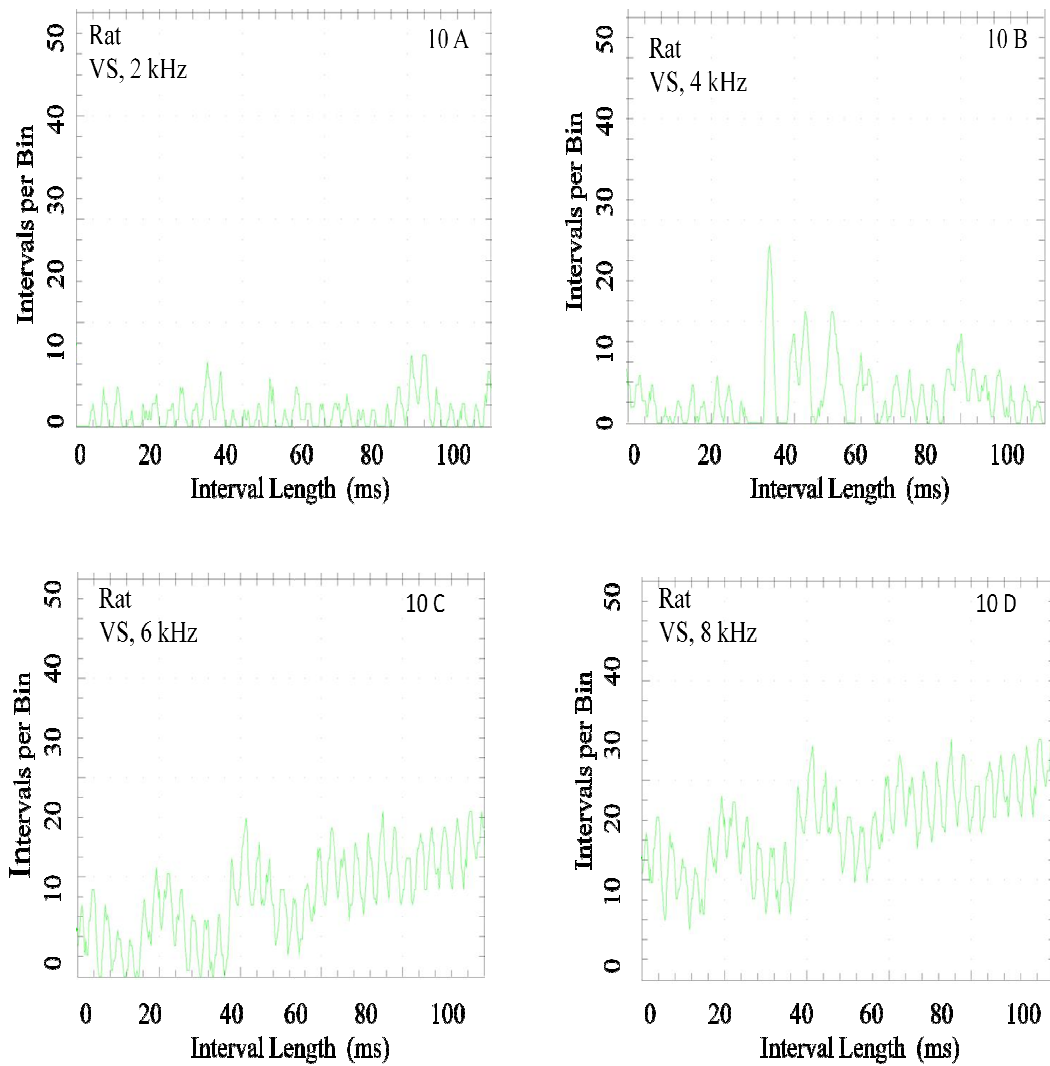 Rat
10 A
VS, 2 kHz
50
40
30
20
10
0
Intervals per Bin
0 20 40 60 80 100
Interval Length (ms)
Rat
10 B
VS, 4 kHz
50
40
30
20
10
0
Intervals per Bin
0 20 40 60 80 100
Interval Length (ms)
Rat
10 C
VS, 6 kHz
50
40
30
20
10
0
Intervals per Bin
0 20 40 60 80 100
Interval Length (ms)
Rat
10 D
VS, 8 kHz
50
40
30
20
10
0
Intervals per Bin
0 20 40 60 80 100
Interval Length (ms)